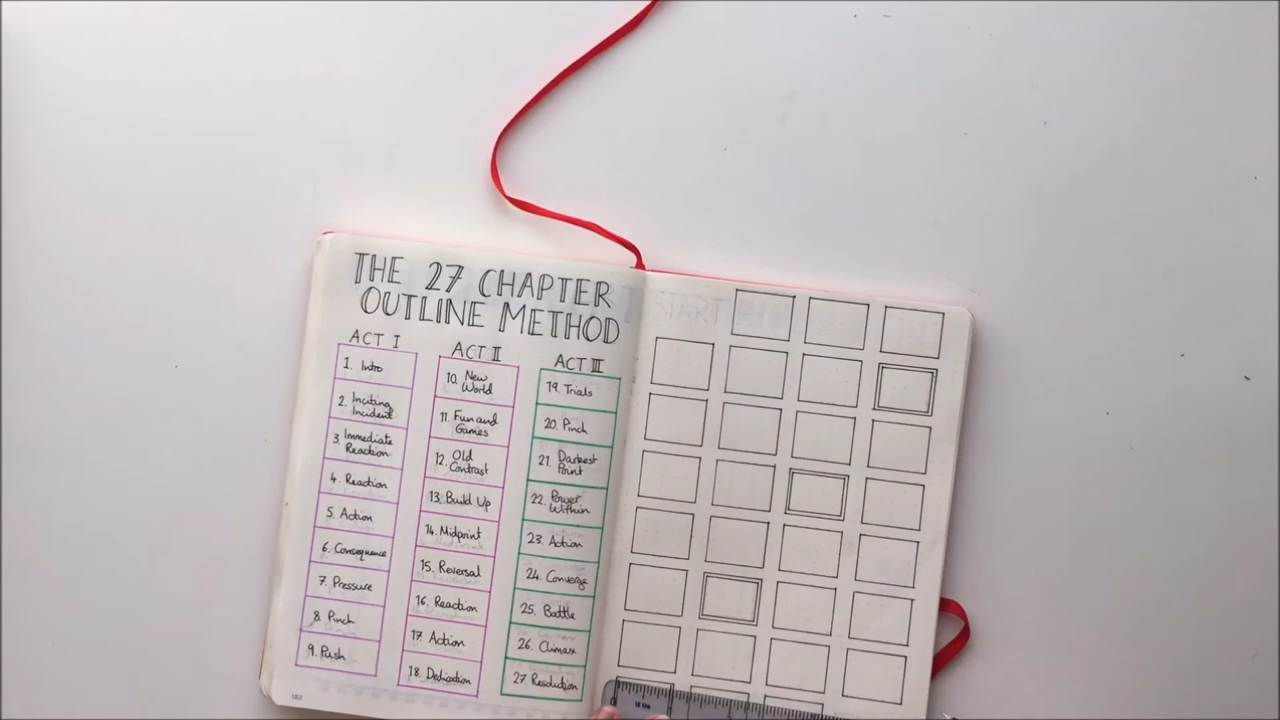 THE 27 CHAPTER
OUTLINE METHOD
ACT I
1. Intro
2. Inciting
Incident
3. Immediate
Reaction
4. Reaction
5. Action
6. Consequence
7. Pressure
8. Pinch
9. Push
182
ACT II
10. New
World
11. Fun and
Games
12. Old
Contrast
13. Build Up
14. Midpoint
15. Reversal
16. Reaction
17. Action
18. Dedication
ACT III
19. Trials
20. Pinch
21. Darkest
Point
22. Power
Within
23. Action
24. Converge
25. Battle
26. Climax
27. Resolution
START